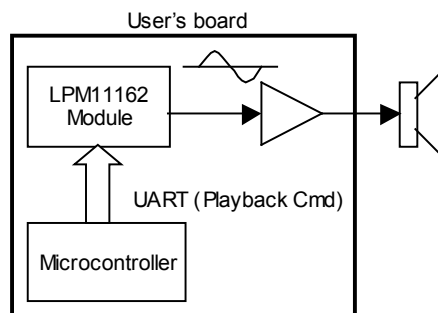 User's board
LPM11162
Module
UART (Playback Cmd)
Microcontroller